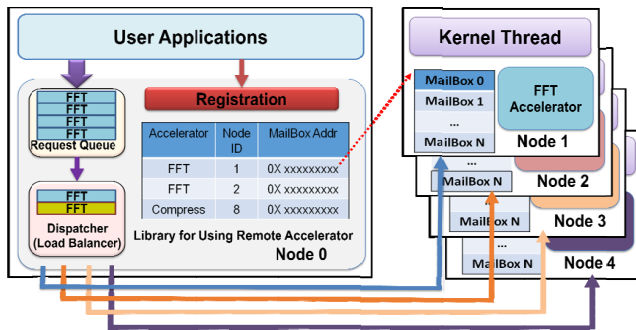 User Applications
FFT
FFT
FFT
FFT
Request Queue
FFT
FFT
Dispatcher
(Load Balancer)
Registration
Accelerator Node ID MailBox Addr
FFT 1 0X xxxxxxxxx
FFT 2 0X xxxxxxxxx
Compress 8 0X xxxxxxxxx
Library for Using Remote Accelerator
Node 0
Kernel Thread
MailBox 0
MailBox 1
...
MailBox N
FFT
Accelerator
Node 1
...
MailBox N
Node 2
...
MailBox N
Node 3
...
MailBox N
Node 4